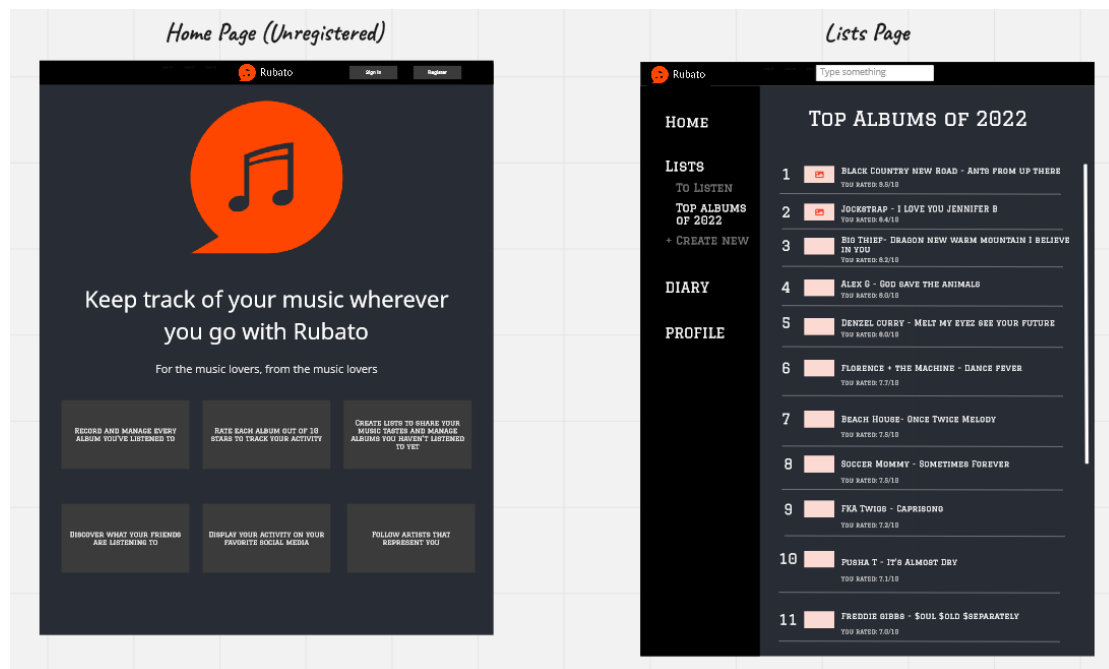 Home Page (Unregistered)
Rubato
Sign In
Register
Keep track of your music wherever
you go with Rubato
For the music lovers, from the music lovers
Record and manage every
album you've listened to
Rate each album out of 10
stars to track your activity
Create lists to share your
music tastes and manage
albums you haven't listened
to yet
Discover what your friends
are listening to
Display your activity on your
favorite social media
Follow artists that
represent you
Lists Page
Rubato
Type something
Home
Lists
To Listen
Top albums
of 2022
+ Create new
DIARY
PROFILE
Top Albums of 2022
1
Black Country new Road - Ants from up there
You rated: 8.8/10
2
Jockstrap - I LOVE YOU JENNIFER B
You rated: 8.4/10
3
Big Thief- Dragon new warm mountain I believe
in you
You rated: 8.2/10
4
Alex G - God save the animals
You rated: 8.0/10
5
Denzel curry - Melt my eyez see your future
You rated: 8.0/10
6
Florence + the Machine - Dance fever
You rated: 7.7/10
7
Beach House- Once Twice Melody
You rated: 7.5/10
8
Soccer Mommy - Sometimes Forever
You rated: 7.5/10
9
FKA Twigs - Caprisong
You rated: 7.2/10
10
Pusha T - It's Almost Dry
You rated: 7.1/10
11
Freddie gibbs - $oul $old $eparately
You rated: 7.0/10